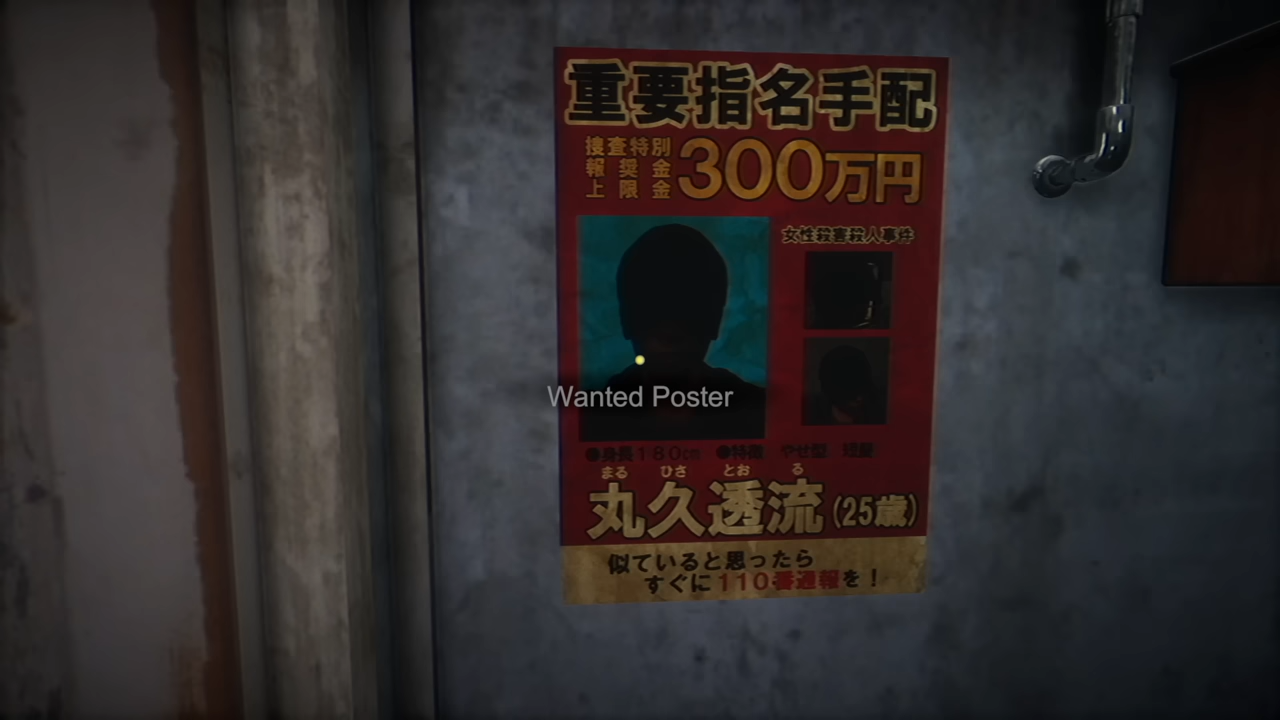 重要指名手配
捜査特別
報奨金
上限金
300万円
女性殺害殺人事件
Wanted Poster
●身長180cm ●特徴 やせ型 短髪
まる ひさ とお る
丸久透流(25歳)
似ていると思ったら
すぐに110番通報を!